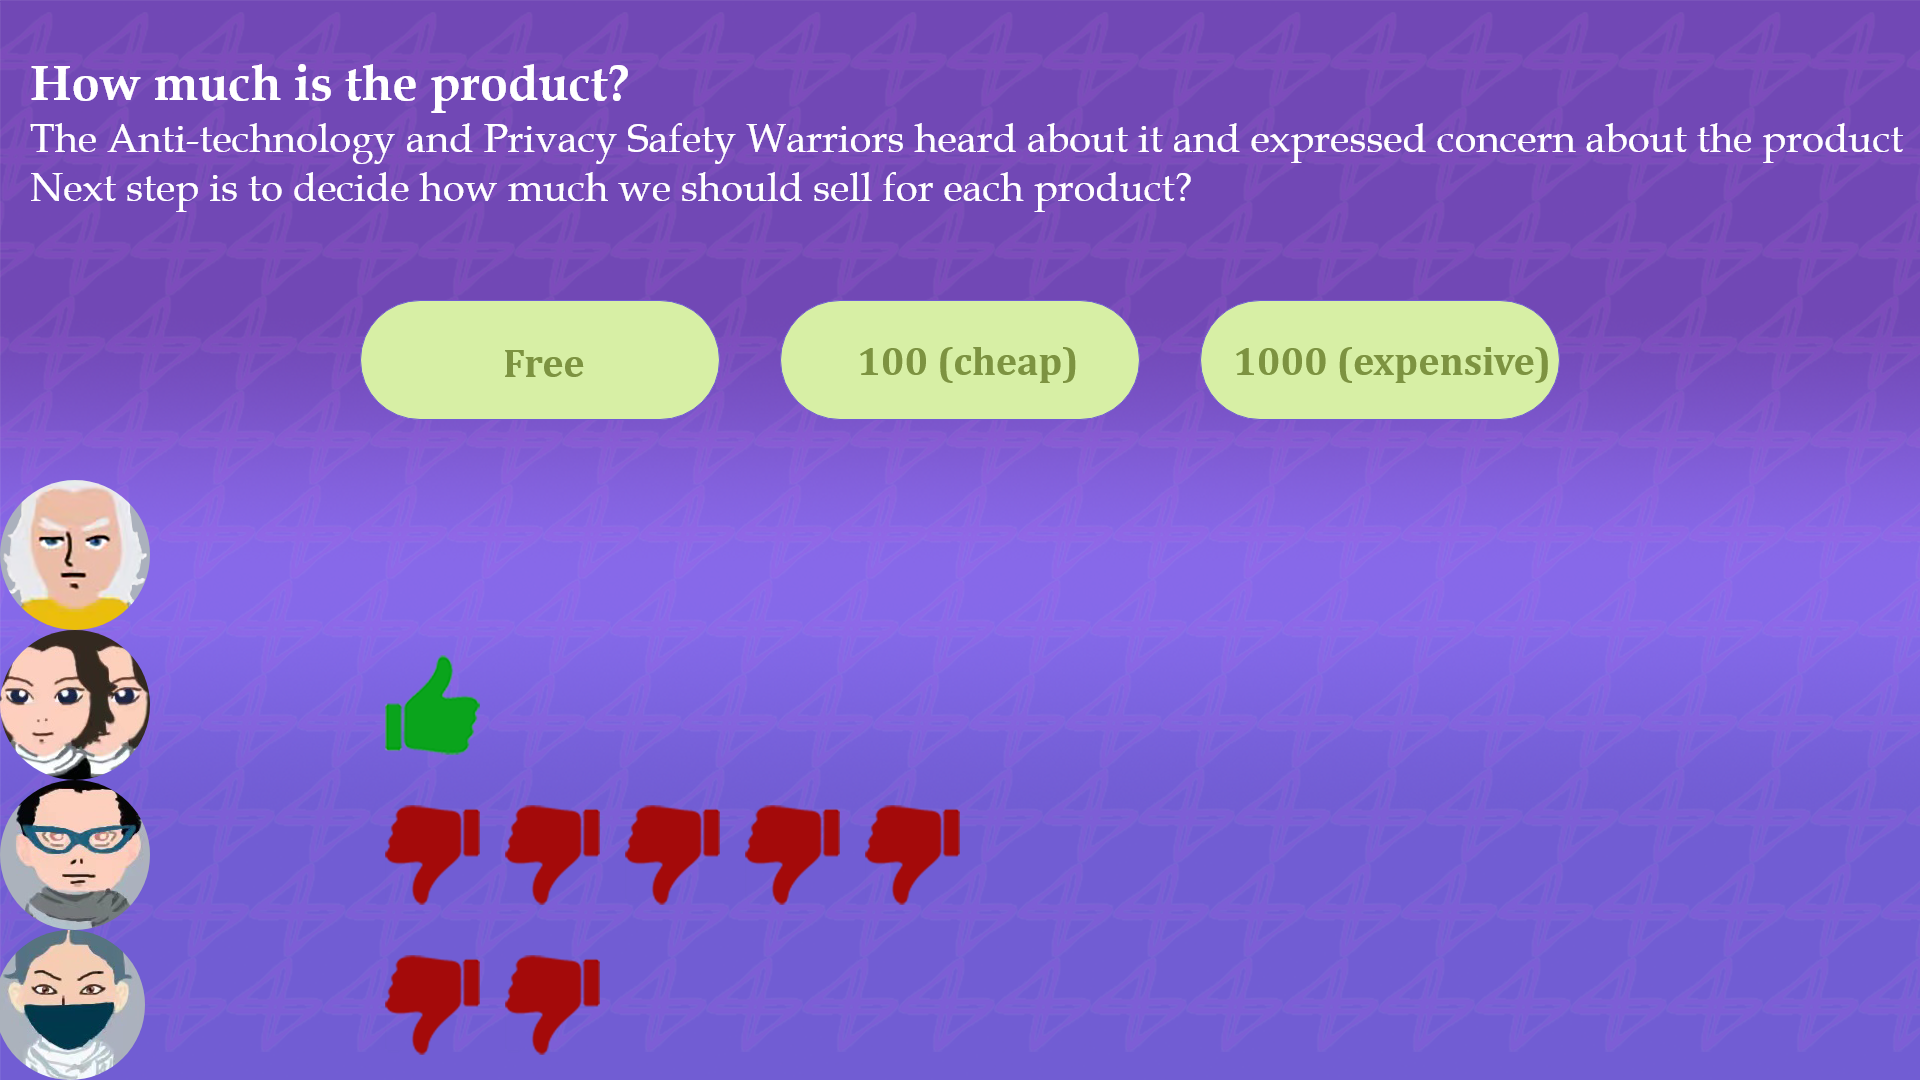 How much is the product?
The Anti-technology and Privacy Safety Warriors heard about it and expressed concern about the product
Next step is to decide how much we should sell for each product?
Free
100 (cheap)
1000 (expensive)